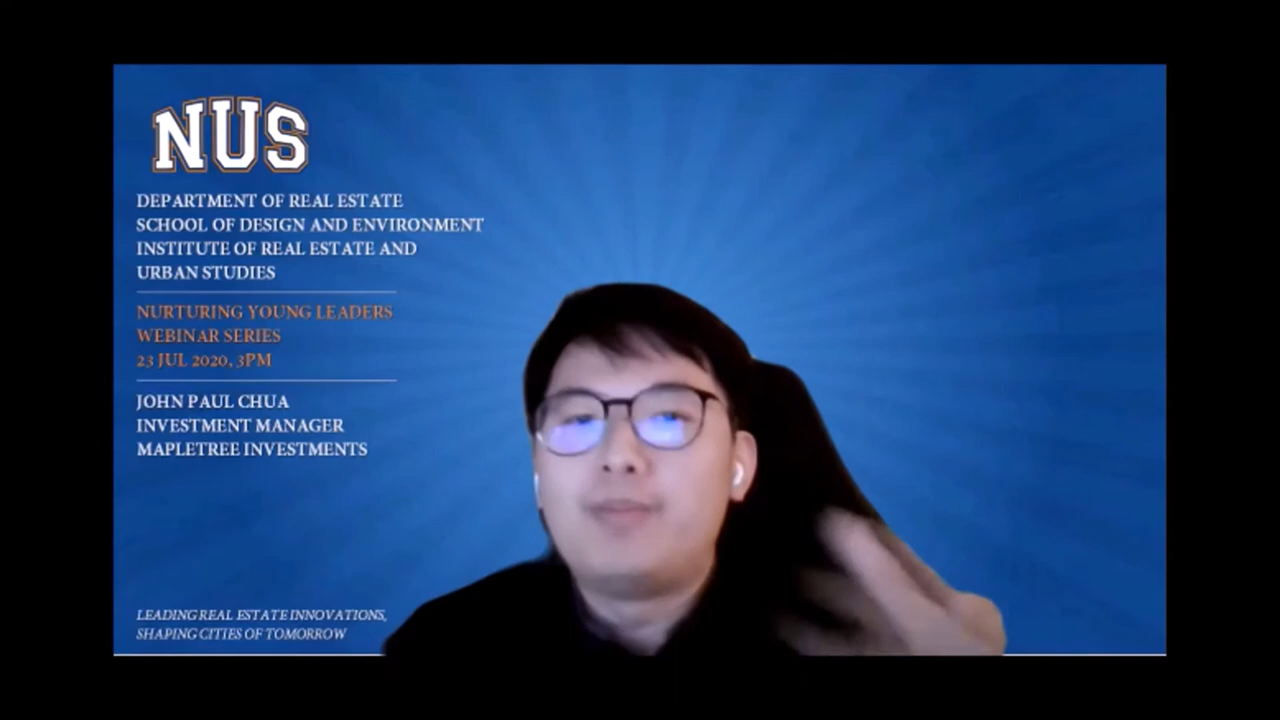 NUS
DEPARTMENT OF REAL ESTATE
SCHOOL OF DESIGN AND ENVIRONMENT
INSTITUTE OF REAL ESTATE AND
URBAN STUDIES
NURTURING YOUNG LEADERS
WEBINAR SERIES
23 JUL 2020, 3PM
JOHN PAUL CHUA
INVESTMENT MANAGER
MAPLETREE INVESTMENTS
LEADING REAL ESTATE INNOVATIONS,
SHAPING CITIES OF TOMORROW